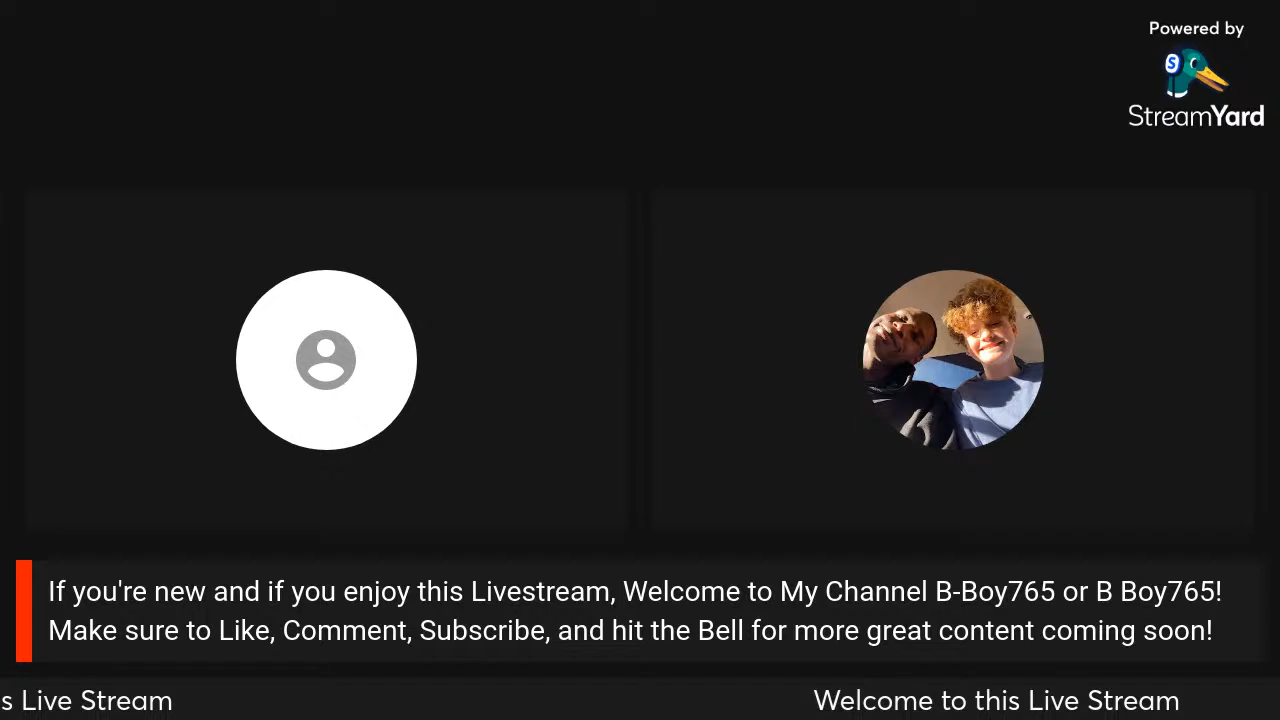 Powered by
S
StreamYard
If you're new and if you enjoy this Livestream, Welcome to My Channel B-Boy765 or B Boy765!
Make sure to Like, Comment, Subscribe, and hit the Bell for more great content coming soon!
s Live Stream
Welcome to this Live Stream